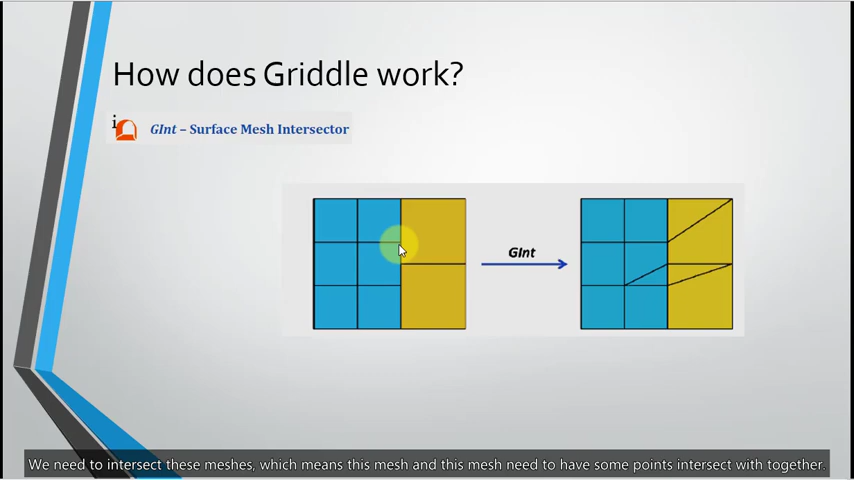 How does Griddle work?
i
GInt – Surface Mesh Intersector
GInt
We need to intersect these meshes, which means this mesh and this mesh need to have some points intersect with together.